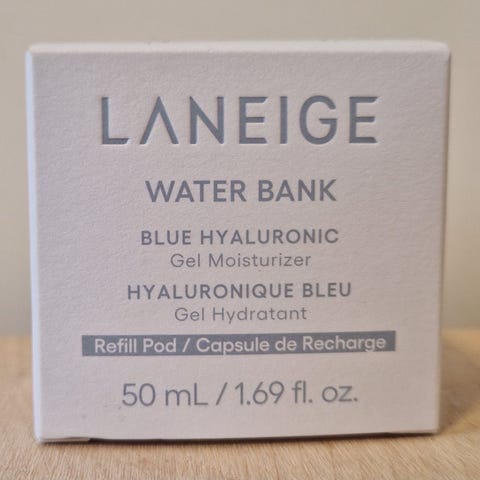 LANEIGE
WATER BANK
BLUE HYALURONIC
Gel Moisturizer
HYALURONIQUE BLEU
Gel Hydratant
Refill Pod / Capsule de Recharge
50 mL / 1.69 fl. oz.